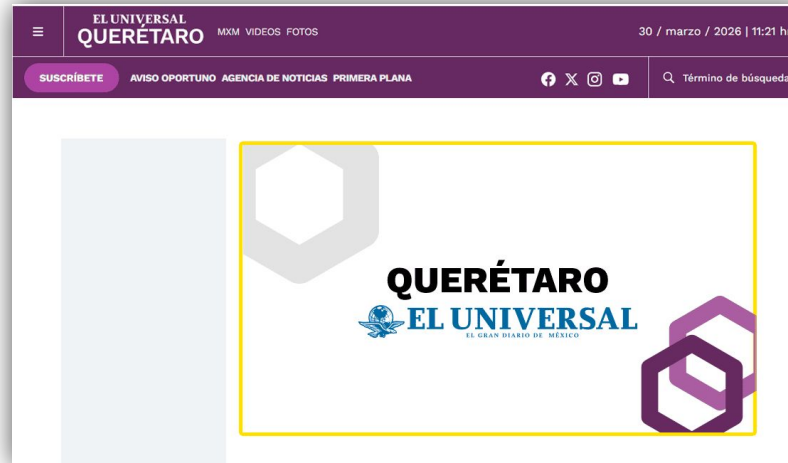 EL UNIVERSAL
QUERÉTARO
MXM VIDEOS FOTOS
30 / marzo / 2026 | 11:21
SUSCRÍBETE
AVISO OPORTUNO AGENCIA DE NOTICIAS PRIMERA PLANA
Término de búsqueda
QUERÉTARO
EL UNIVERSAL
EL GRAN DIARIO DE MÉXICO